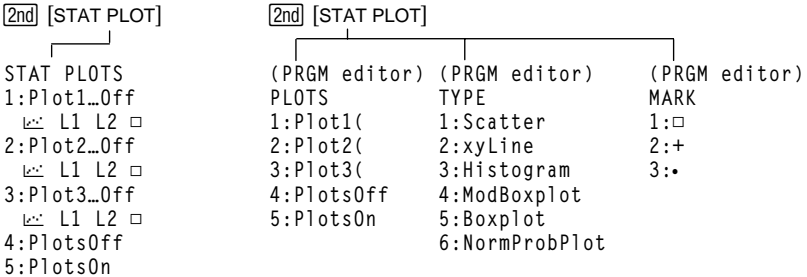 2nd [STAT PLOT]
STAT PLOTS
1:Plot1…Off
L1 L2 □
2:Plot2…Off
L1 L2 □
3:Plot3…Off
L1 L2 □
4:PlotsOff
5:PlotsOn
2nd [STAT PLOT]
(PRGM editor)
PLOTS
1:Plot1(
2:Plot2(
3:Plot3(
4:PlotsOff
5:PlotsOn
(PRGM editor)
TYPE
1:Scatter
2:xyLine
3:Histogram
4:ModBoxplot
5:Boxplot
6:NormProbPlot
(PRGM editor)
MARK
1:□
2:+
3:•